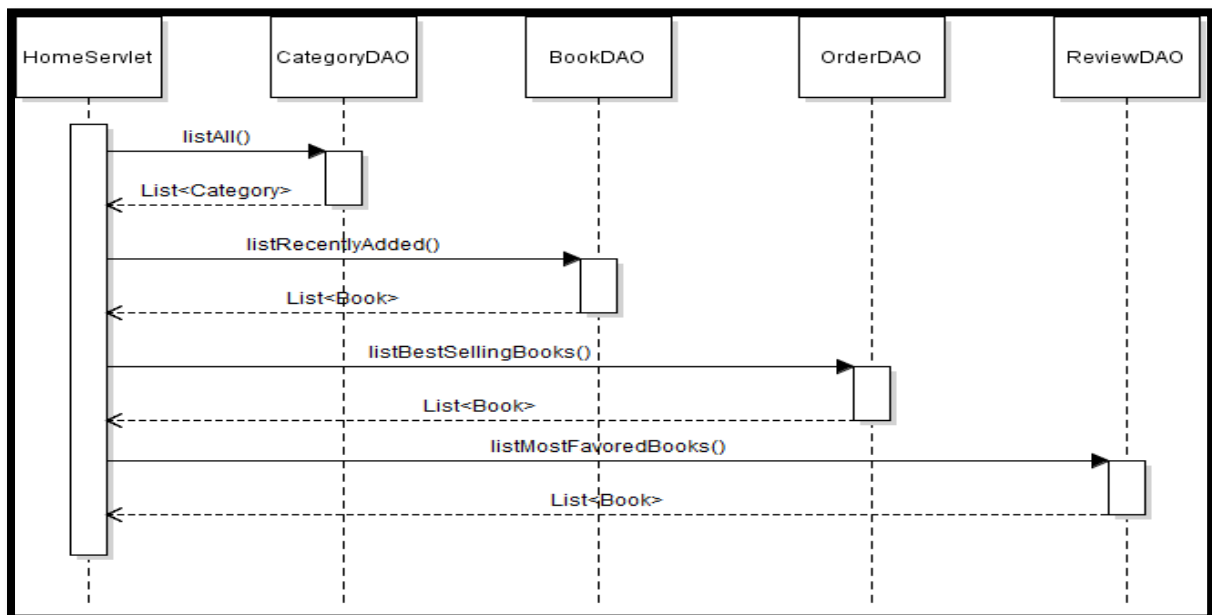 HomeServlet
CategoryDAO
BookDAO
OrderDAO
ReviewDAO
listAll()
List<Category>
listRecentlyAdded()
List<Book>
listBestSellingBooks()
List<Book>
listMostFavoredBooks()
List<Book>